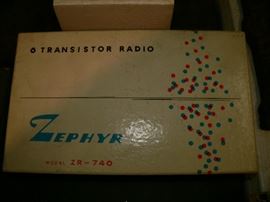 6 TRANSISTOR RADIO
ZEPHYR
MODEL ZR-740